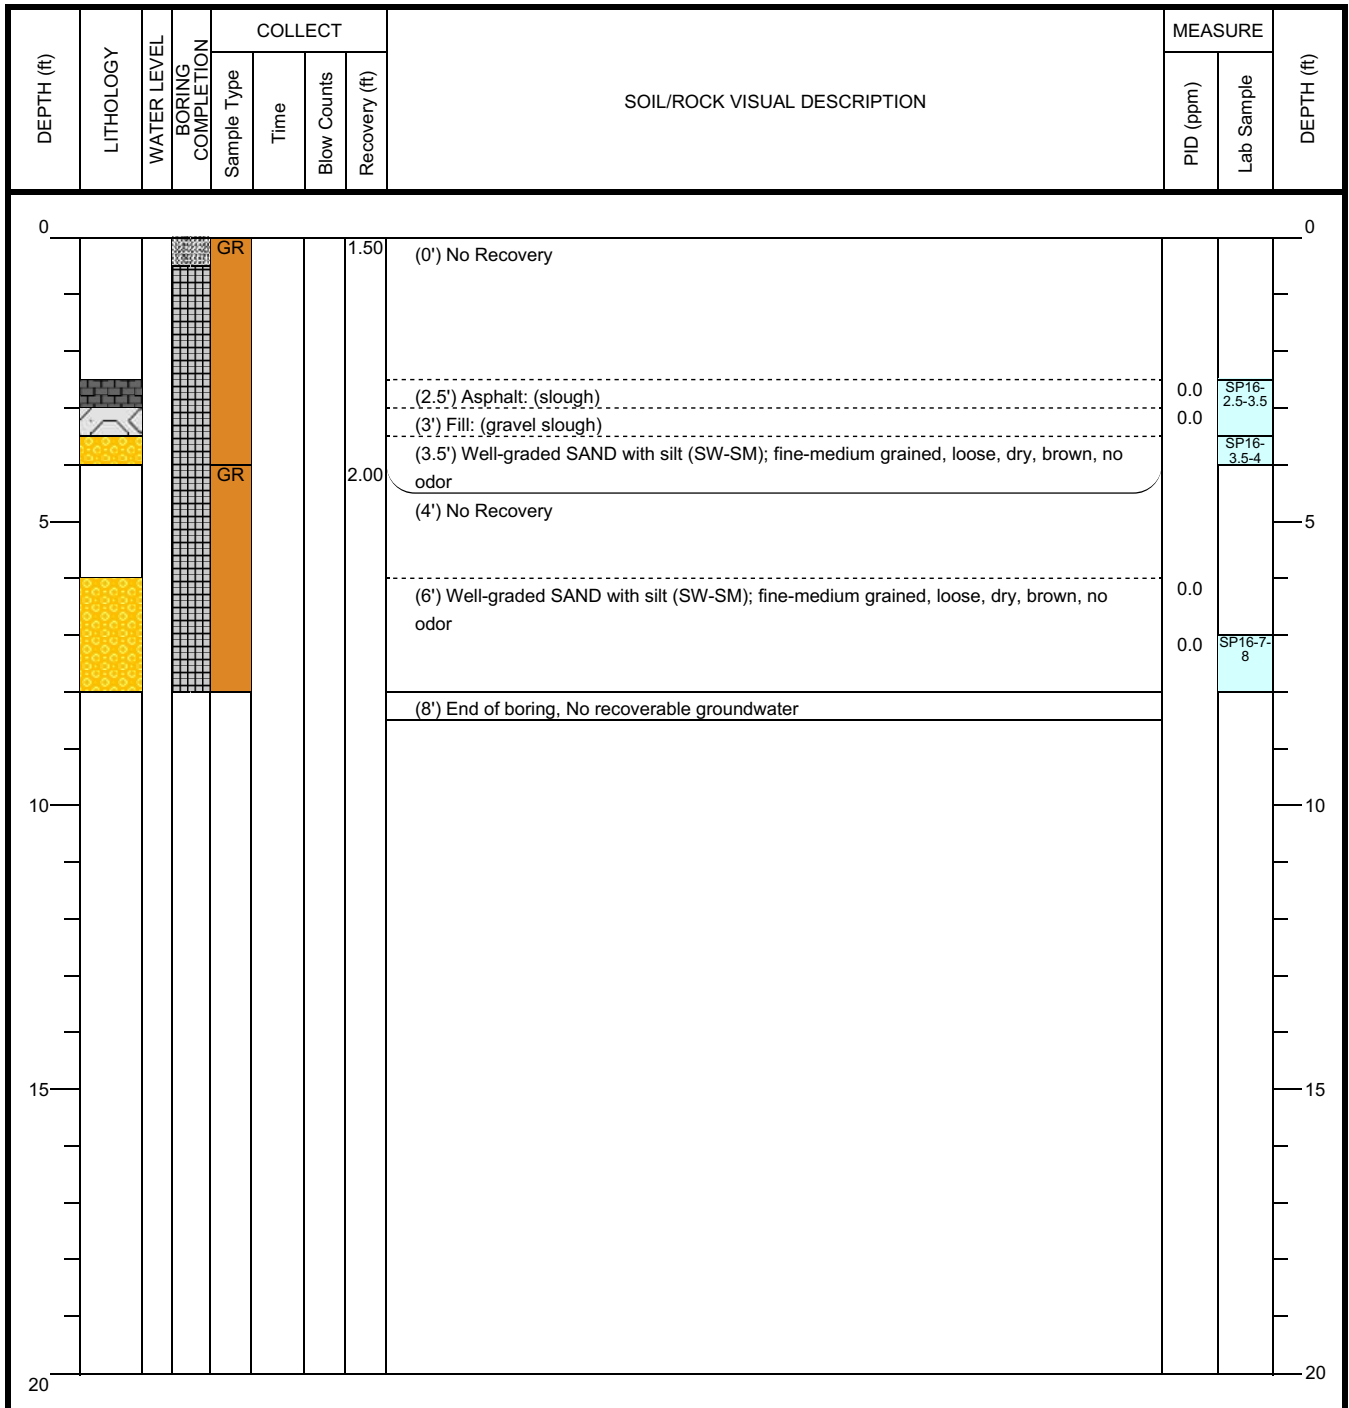 COLLECT
MEASURE
DEPTH (ft)
LITHOLOGY
WATER LEVEL
BORING
COMPLETION
Sample Type
Time
Blow Counts
Recovery (ft)
SOIL/ROCK VISUAL DESCRIPTION
PID (ppm)
Lab Sample
DEPTH (ft)
0
0
GR
1.50
(0') No Recovery
(2.5') Asphalt: (slough)
0.0
SP16-
2.5-3.5
(3') Fill: (gravel slough)
0.0
(3.5') Well-graded SAND with silt (SW-SM); fine-medium grained, loose, dry, brown, no
odor
SP16-
3.5-4
GR
2.00
(4') No Recovery
5
5
(6') Well-graded SAND with silt (SW-SM); fine-medium grained, loose, dry, brown, no
odor
0.0
0.0
SP16-7-
8
(8') End of boring, No recoverable groundwater
10
10
15
15
20
20